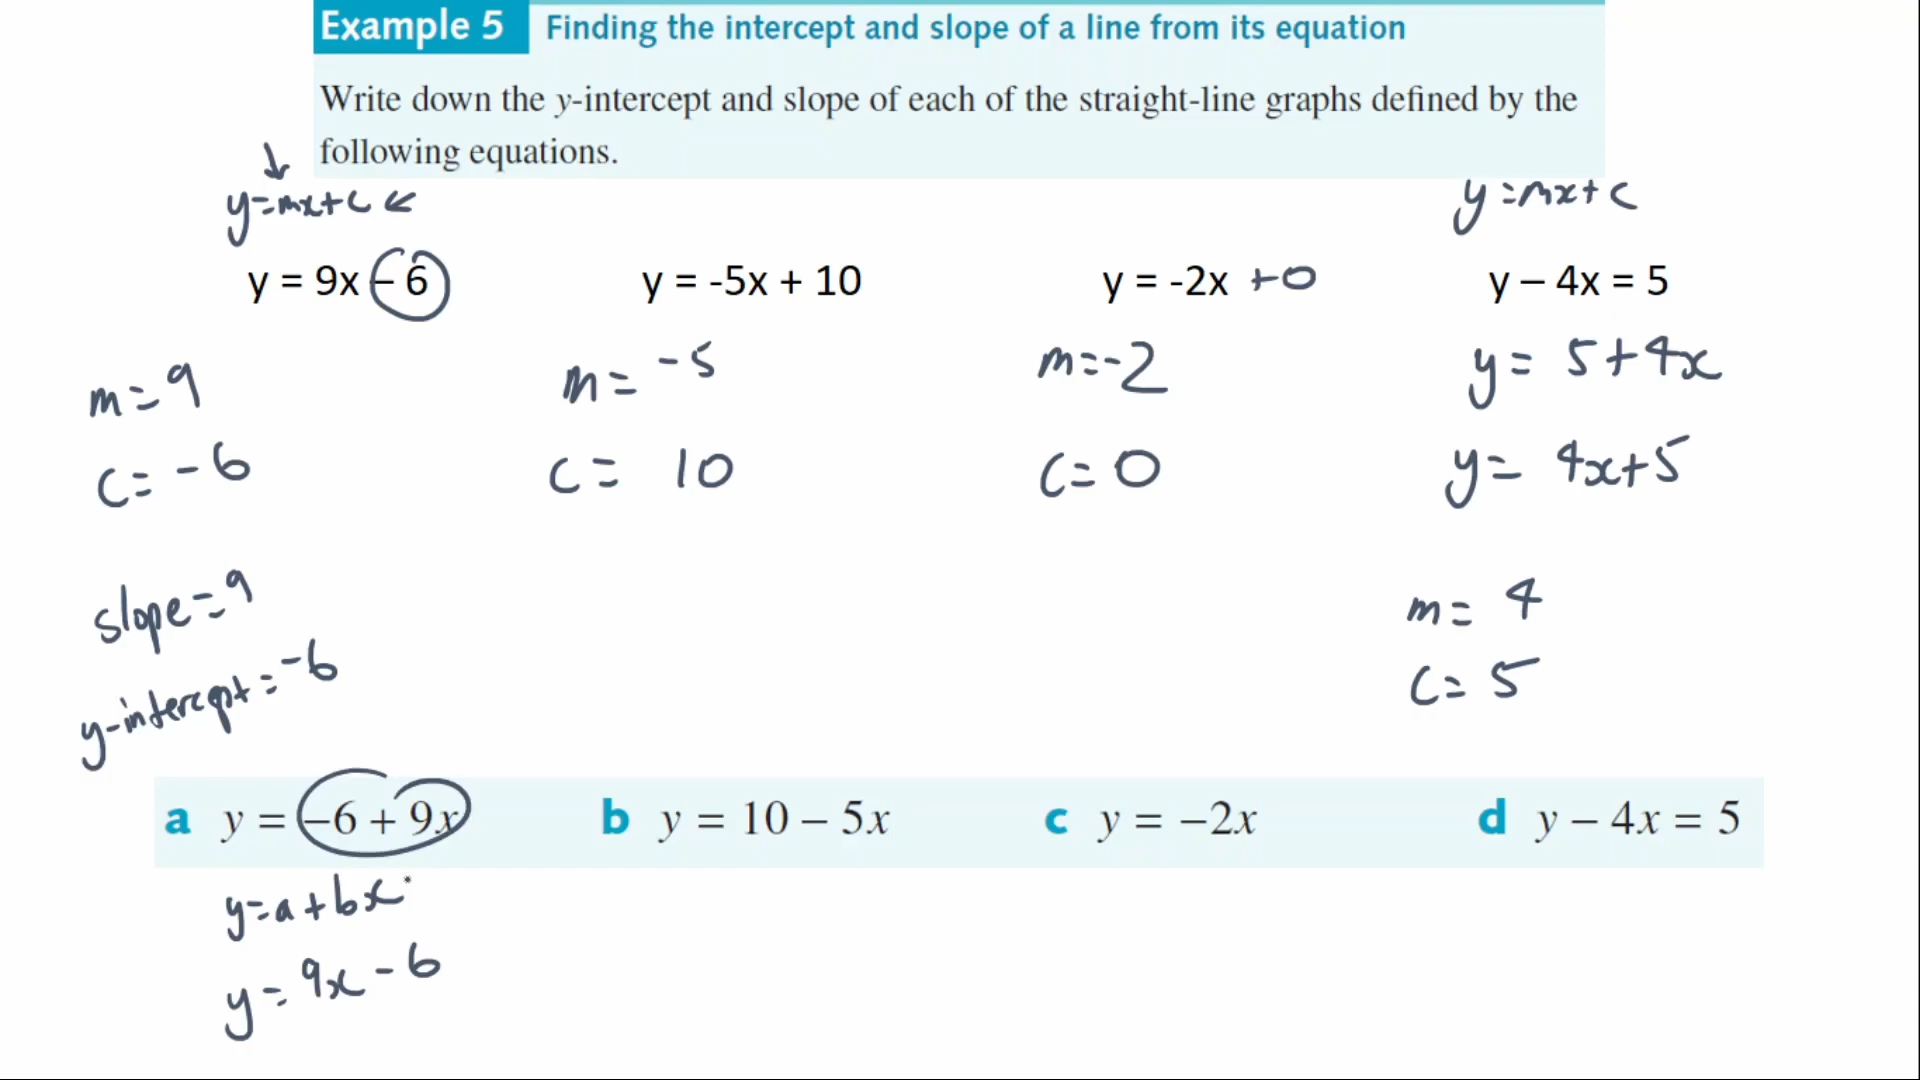 Example 5 Finding the intercept and slope of a line from its equation
Write down the y-intercept and slope of each of the straight-line graphs defined by the
following equations.
y=mx+c
y=mx+c
y = 9x – 6
y = -5x + 10
y = -2x +0
y – 4x = 5
m=9
c=-6
slope=9
y-intercept=-6
m=-5
c=10
m=-2
c=0
y=5+4x
y=4x+5
m=4
c=5
a y = −6 + 9x
b y = 10 − 5x
c y = −2x
d y − 4x = 5
y=a+bx
y=9x-6